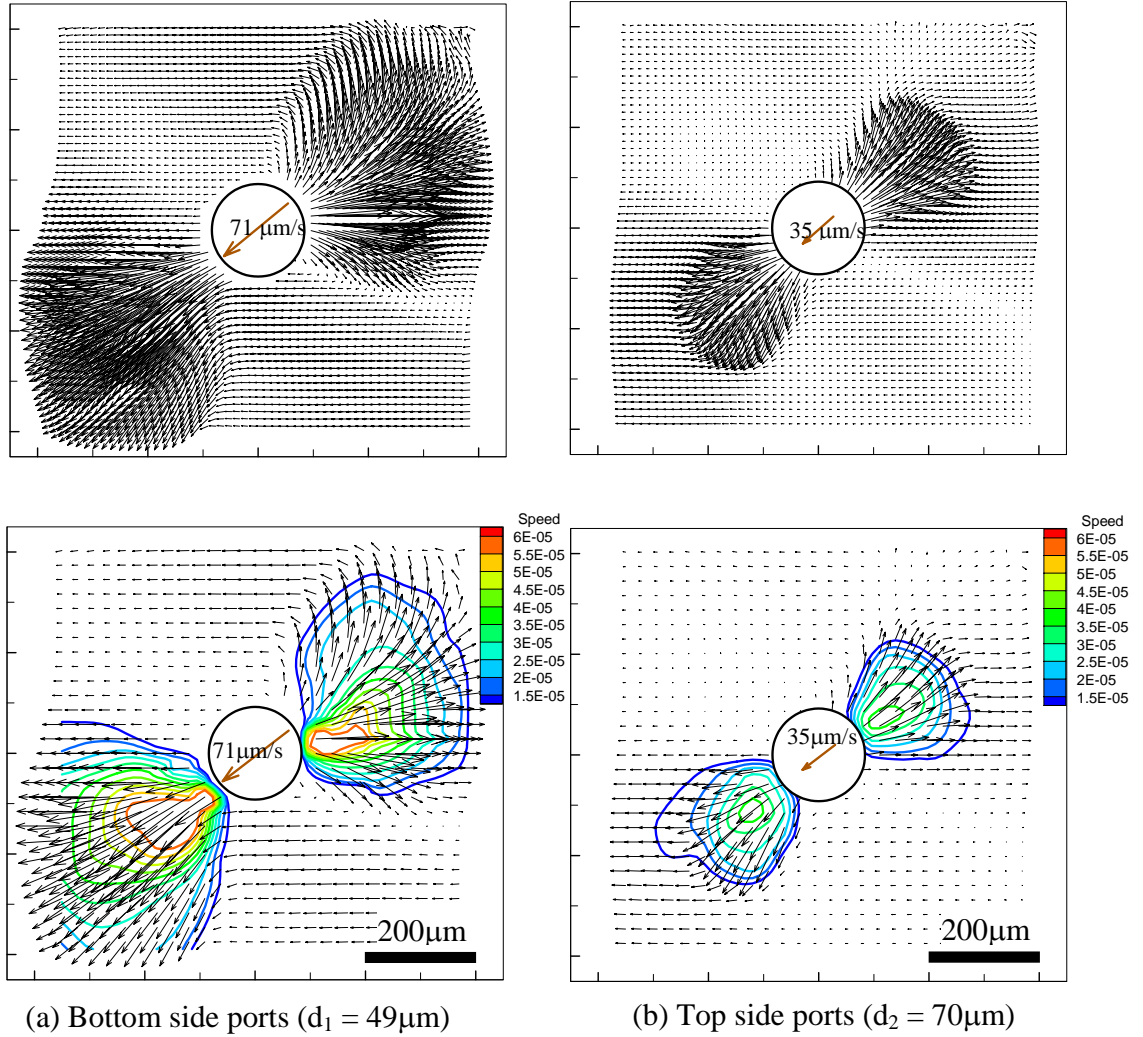 71 μm/s
35 μm/s
Speed
6E-05
5.5E-05
5E-05
4.5E-05
4E-05
3.5E-05
3E-05
2.5E-05
2E-05
1.5E-05
71μm/s
200μm
Speed
6E-05
5.5E-05
5E-05
4.5E-05
4E-05
3.5E-05
3E-05
2.5E-05
2E-05
1.5E-05
35μm/s
200μm
(a) Bottom side ports (d₁ = 49μm)
(b) Top side ports (d₂ = 70μm)